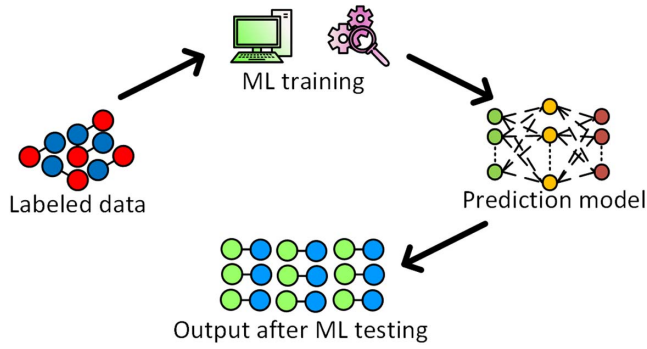 ML training
Labeled data
Prediction model
Output after ML testing